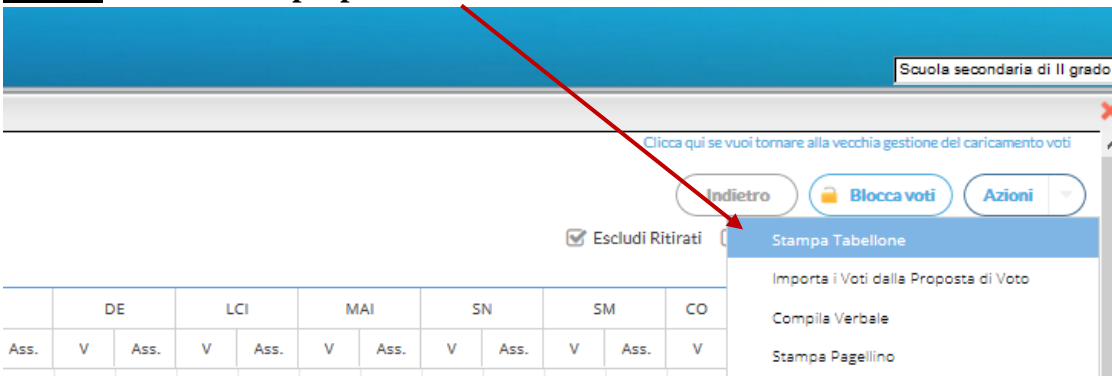 Scuola secondaria di II grado
Clicca qui se vuoi tornare alla vecchia gestione del caricamento voti
Indietro Blocca voti Azioni
Escludi Ritirati Stampa Tabellone
Importa i Voti dalla Proposta di Voto
DE LCI MAI SN SM CO
Compila Verbale
Ass. V Ass. V Ass. V Ass. V Ass. V Ass. V
Stampa Pagellino